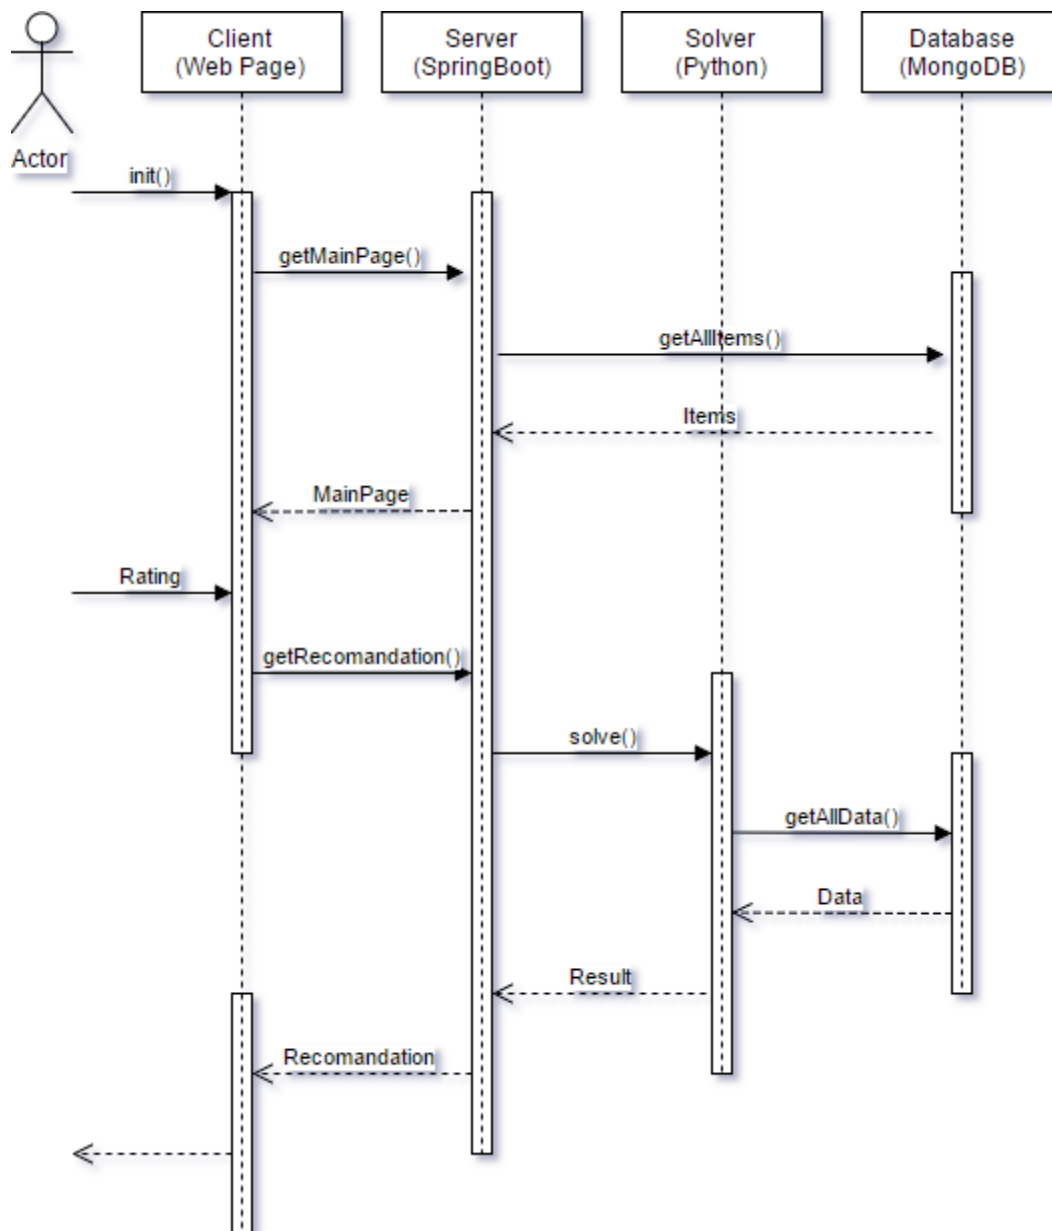 Client
(Web Page)
Server
(SpringBoot)
Solver
(Python)
Database
(MongoDB)
Actor
init()
getMainPage()
getAllItems()
Items
MainPage
Rating
getRecomandation()
solve()
getAllData()
Data
Result
Recomandation